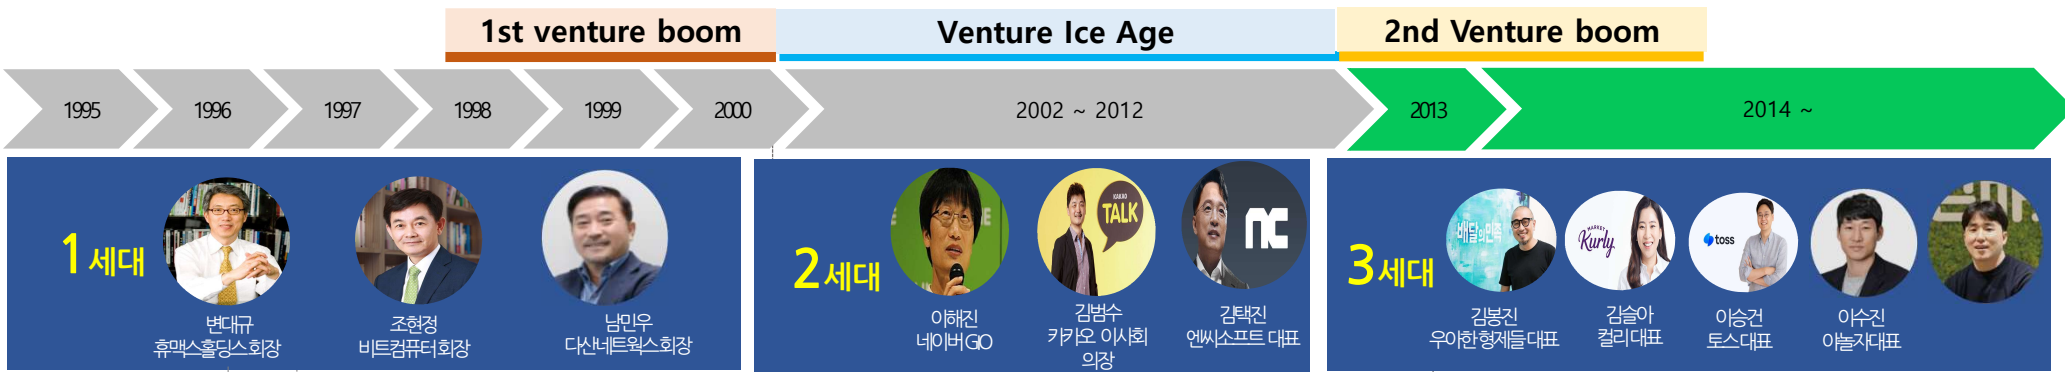 1st venture boom
Venture Ice Age
2nd Venture boom
1995
1996
1997
1998
1999
2000
2002 ~ 2012
2013
2014 ~
1세대
변대규
휴맥스홀딩스 회장
조현정
비트컴퓨터 회장
남민우
다산네트웍스 회장
2세대
이해진
네이버 GIO
KAKAO
TALK
김범수
카카오 이사회
의장
nc
김택진
엔씨소프트 대표
3세대
배달의민족
김봉진
우아한형제들 대표
MARKET
Kurly
김슬아
컬리 대표
toss
이승건
토스 대표
이수진
야놀자 대표